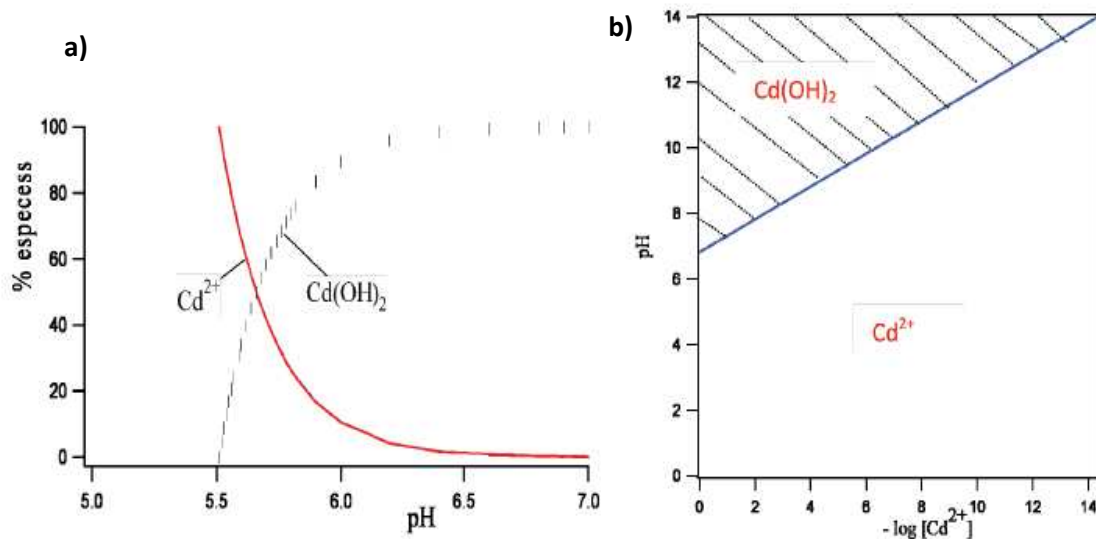 a)
% especess
100
80
60
40
20
0
Cd²⁺
Cd(OH)₂
5.0 5.5 6.0 6.5 7.0
pH
b)
pH
14
12
10
8
6
4
2
0
Cd(OH)₂
Cd²⁺
0 2 4 6 8 10 12 14
- log [Cd²⁺]